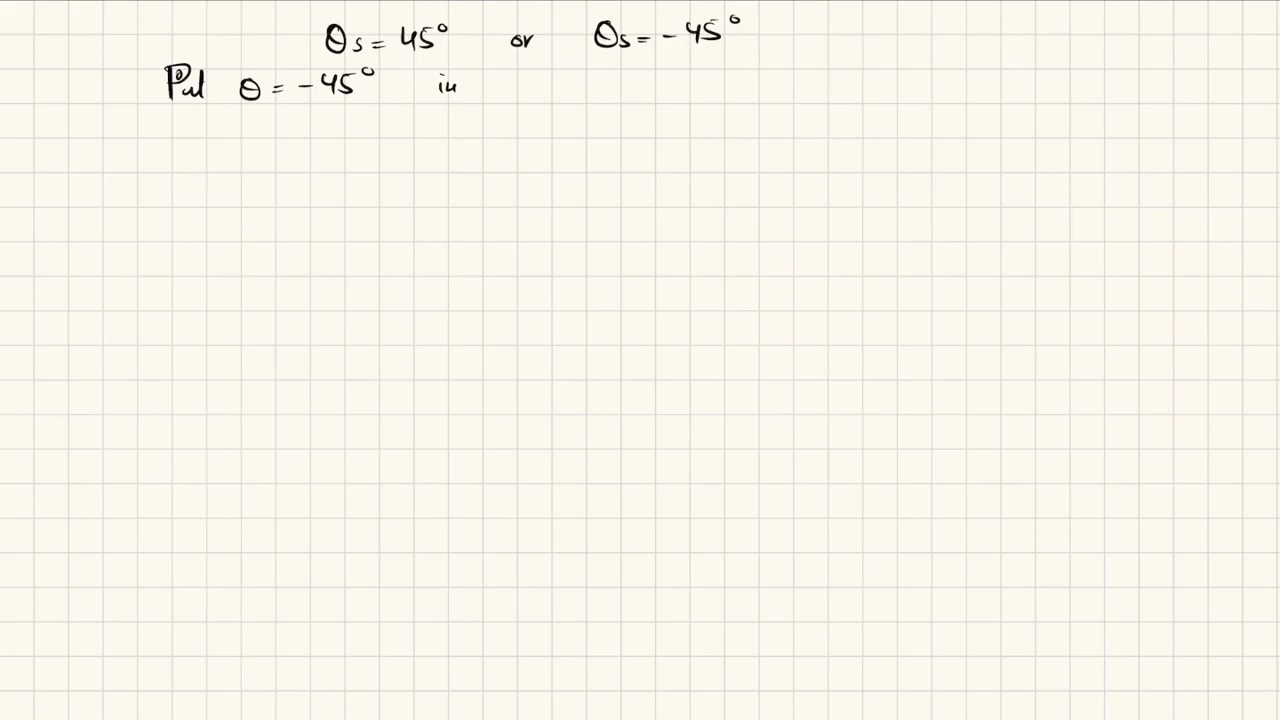 θs = 45° or θs = -45°
Put θ = -45° in